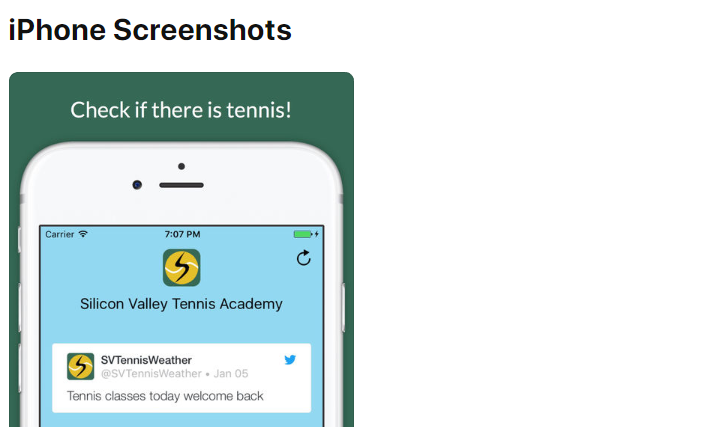 iPhone Screenshots
Check if there is tennis!
Carrier 7:07 PM
Silicon Valley Tennis Academy
SVTennisWeather
@SVTennisWeather • Jan 05
Tennis classes today welcome back